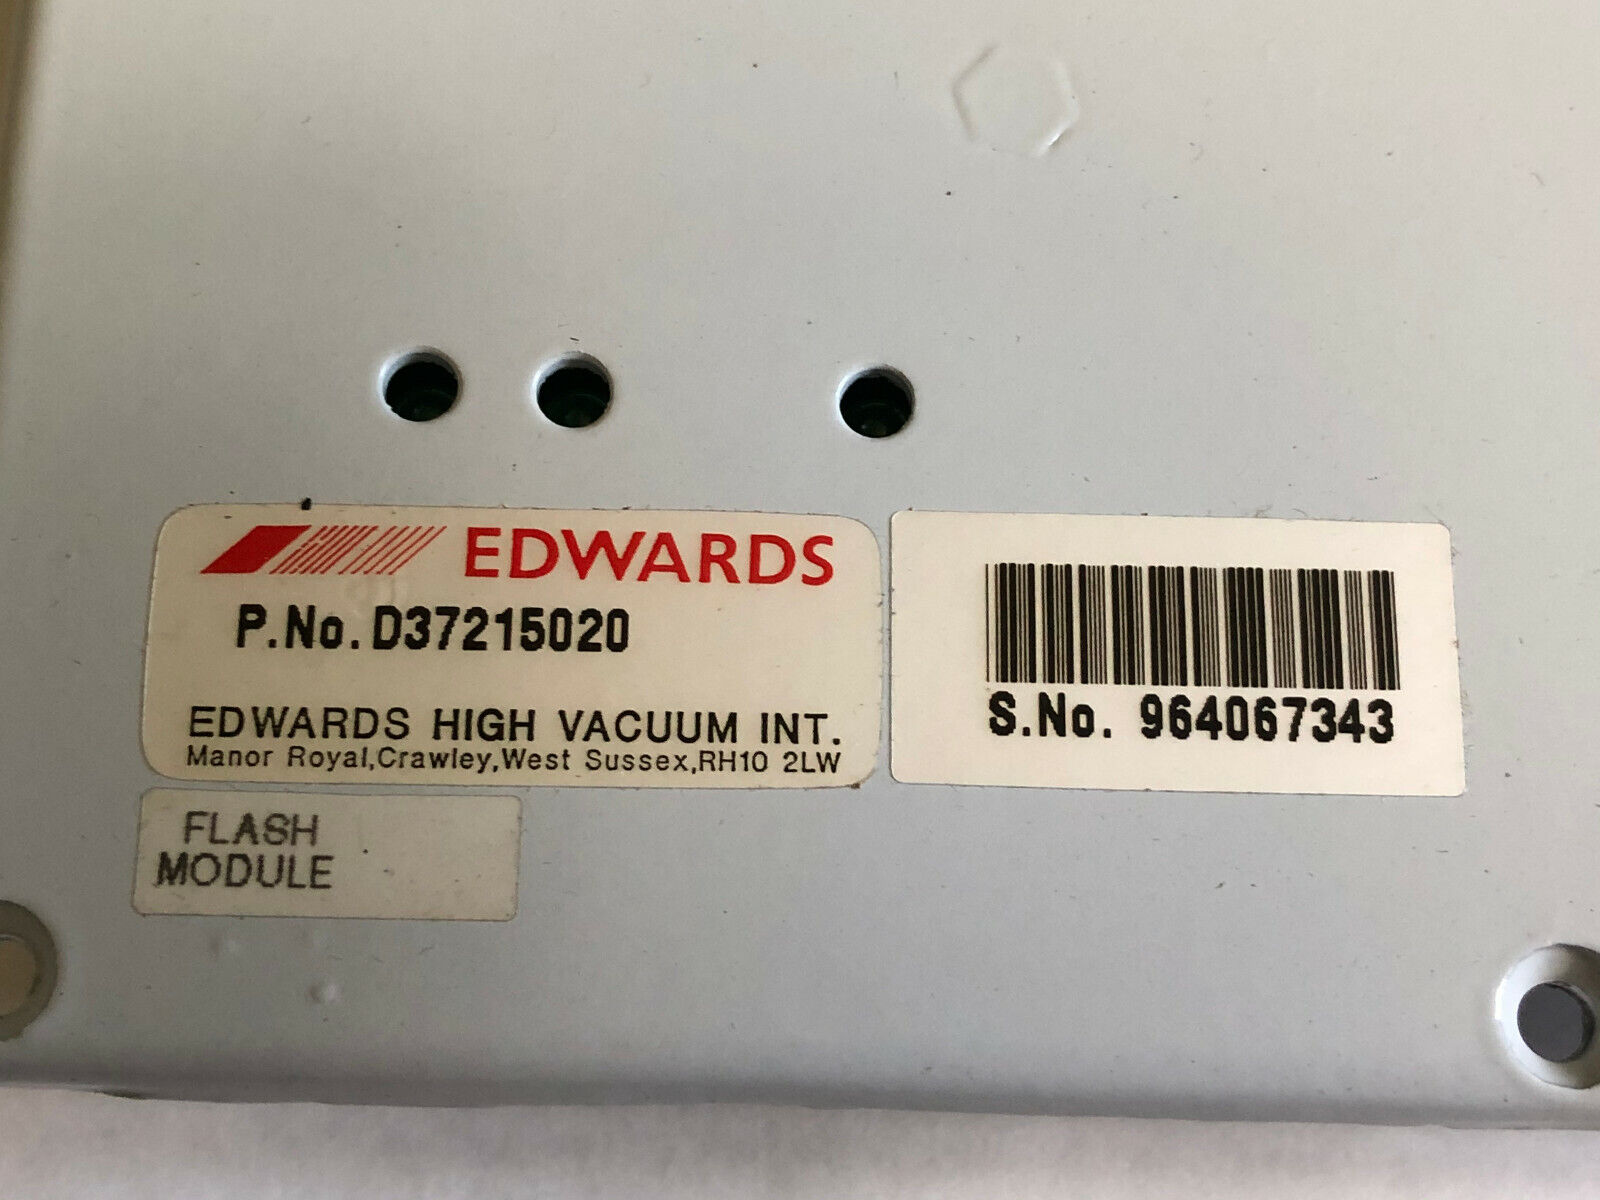 EDWARDS
P.No.D37215020
EDWARDS HIGH VACUUM INT.
Manor Royal,Crawley,West Sussex,RH10 2LW
S.No. 964067343
FLASH
MODULE